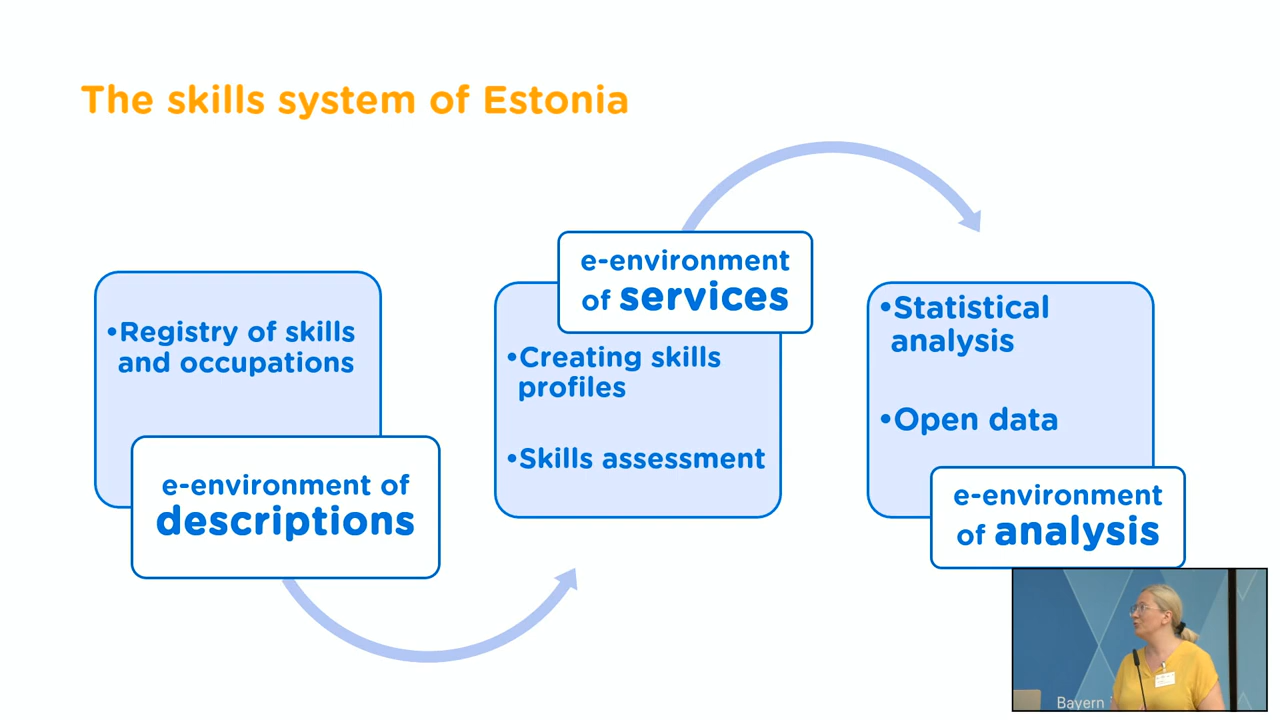 The skills system of Estonia
•Registry of skills
and occupations
e-environment of
descriptions
e-environment
of services
•Creating skills
profiles
•Skills assessment
•Statistical
analysis
•Open data
e-environment
of analysis
Bayern